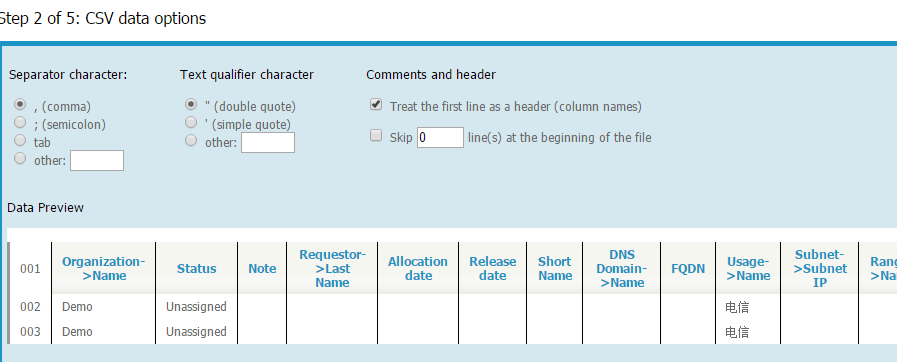 Step 2 of 5: CSV data options
Separator character:
, (comma)
; (semicolon)
tab
other:
Text qualifier character
" (double quote)
' (simple quote)
other:
Comments and header
Treat the first line as a header (column names)
Skip 0 line(s) at the beginning of the file
Data Preview
001 Organization->Name Status Note Requestor->Last Name Allocation date Release date Short Name DNS Domain->Name FQDN Usage->Name Subnet->Subnet IP Rang >Na
002 Demo Unassigned 电信
003 Demo Unassigned 电信